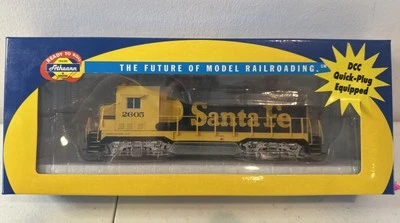 READY TO ROLL
Athearn
THE FUTURE OF MODEL RAILROADING.
DCC
Quick-Plug
Equipped
2605
Santa Fe